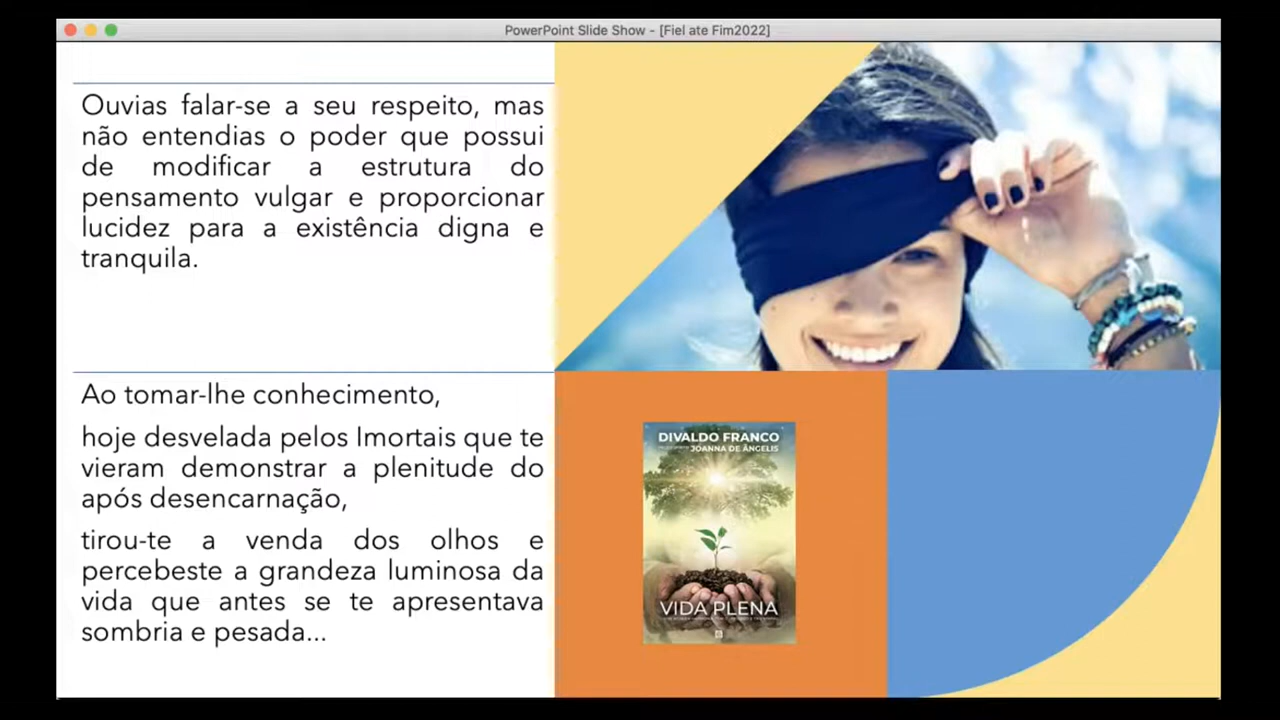 PowerPoint Slide Show - [Fiel ate Fim2022]
Ouvias falar-se a seu respeito, mas
não entendias o poder que possui
de modificar a estrutura do
pensamento vulgar e proporcionar
lucidez para a existência digna e
tranquila.
Ao tomar-lhe conhecimento,
hoje desvelada pelos Imortais que te
vieram demonstrar a plenitude do
após desencarnação,
tirou-te a venda dos olhos e
percebeste a grandeza luminosa da
vida que antes se te apresentava
sombria e pesada...
DIVALDO FRANCO
JOANNA DE ÂNGELIS
VIDA PLENA